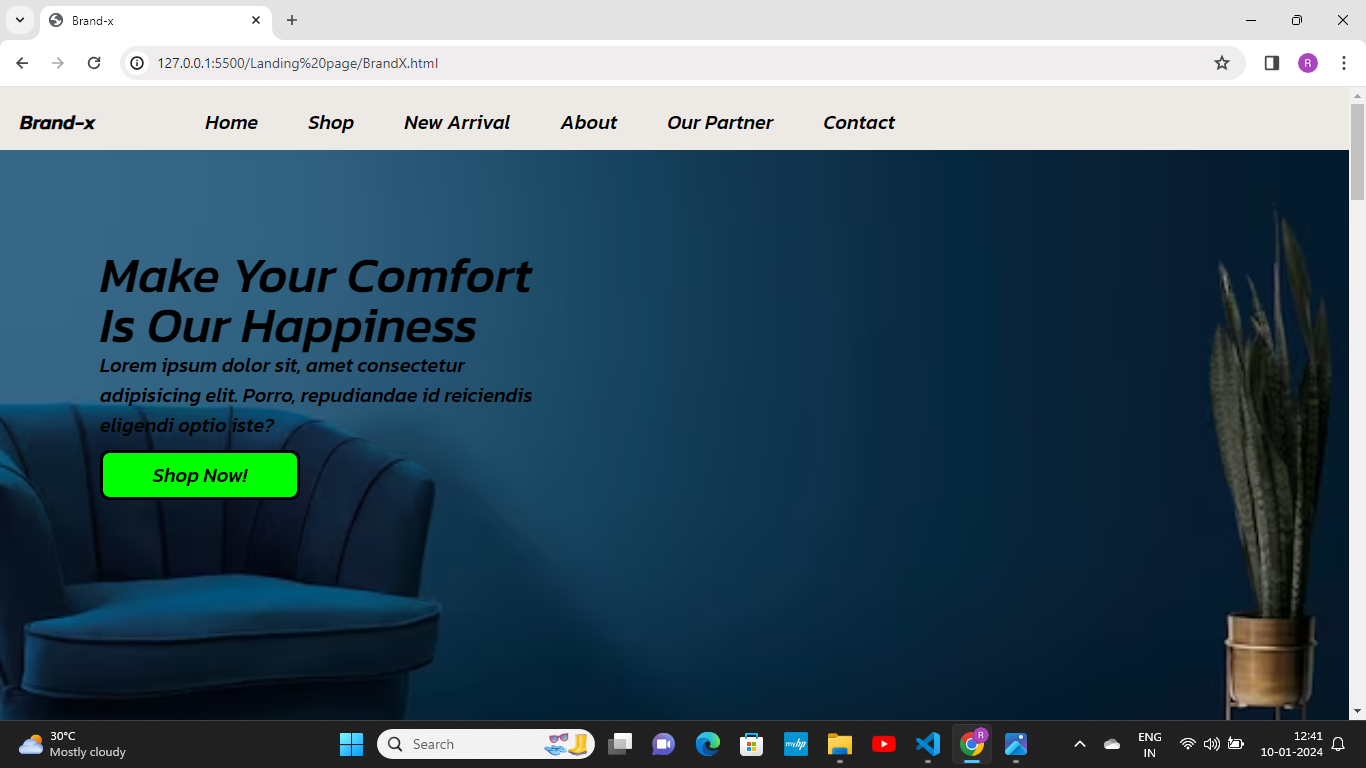 Brand-x
127.0.0.1:5500/Landing%20page/BrandX.html
R
Brand-x Home Shop New Arrival About Our Partner Contact
Make Your Comfort
Is Our Happiness
Lorem ipsum dolor sit, amet consectetur
adipisicing elit. Porro, repudiandae id reiciendis
eligendi optio iste?
Shop Now!
30°C
Mostly cloudy
Search
myhp
R
ENG
IN
12:41
10-01-2024